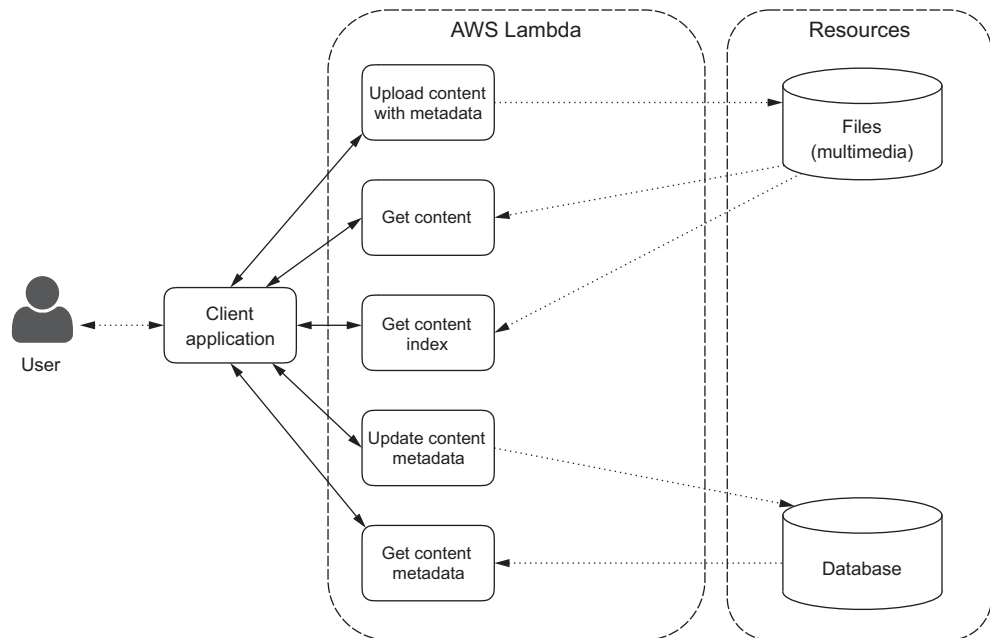 AWS Lambda
Resources
Upload content
with metadata
Files
(multimedia)
Get content
Client
application
Get content
index
User
Update content
metadata
Get content
metadata
Database